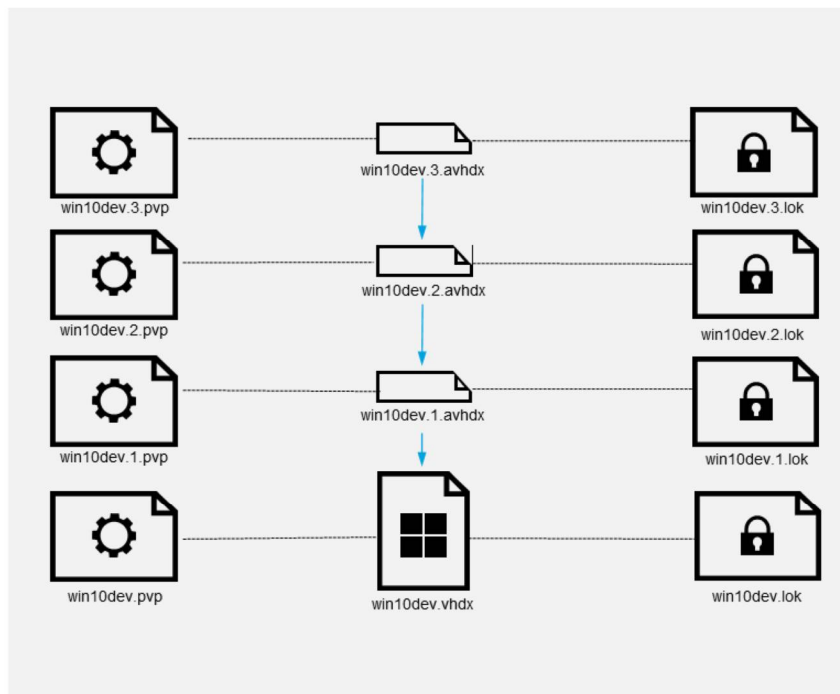 win10dev.3.pvp
win10dev.3.avhdx
win10dev.3.lok
win10dev.2.pvp
win10dev.2.avhdx
win10dev.2.lok
win10dev.1.pvp
win10dev.1.avhdx
win10dev.1.lok
win10dev.pvp
win10dev.vhdx
win10dev.lok